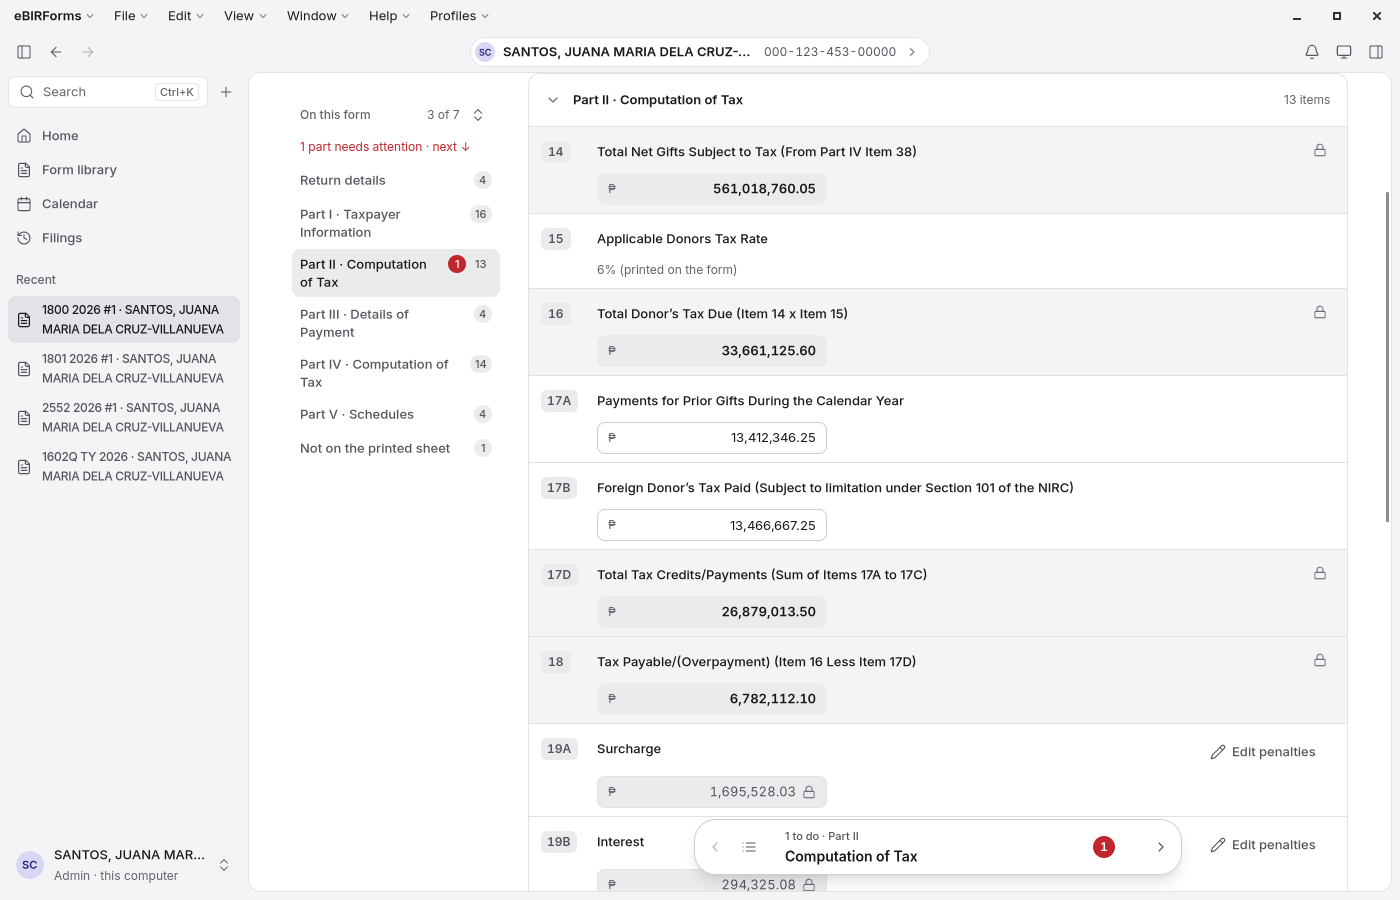 eBIRForms File Edit View Window Help Profiles
SC SANTOS, JUANA MARIA DELA CRUZ-... 000-123-453-00000
Search Ctrl+K
Home
Form library
Calendar
Filings
Recent
1800 2026 #1 · SANTOS, JUANA
MARIA DELA CRUZ-VILLANUEVA
1801 2026 #1 · SANTOS, JUANA
MARIA DELA CRUZ-VILLANUEVA
2552 2026 #1 · SANTOS, JUANA
MARIA DELA CRUZ-VILLANUEVA
1602Q TY 2026 · SANTOS, JUANA
MARIA DELA CRUZ-VILLANUEVA
SC SANTOS, JUANA MAR...
Admin · this computer
On this form 3 of 7
1 part needs attention · next ↓
Return details 4
Part I · Taxpayer 16
Information
Part II · Computation 1 13
of Tax
Part III · Details of 4
Payment
Part IV · Computation of 14
Tax
Part V · Schedules 4
Not on the printed sheet 1
Part II · Computation of Tax 13 items
14 Total Net Gifts Subject to Tax (From Part IV Item 38)
₱ 561,018,760.05
15 Applicable Donors Tax Rate
6% (printed on the form)
16 Total Donor’s Tax Due (Item 14 x Item 15)
₱ 33,661,125.60
17A Payments for Prior Gifts During the Calendar Year
₱ 13,412,346.25
17B Foreign Donor’s Tax Paid (Subject to limitation under Section 101 of the NIRC)
₱ 13,466,667.25
17D Total Tax Credits/Payments (Sum of Items 17A to 17C)
₱ 26,879,013.50
18 Tax Payable/(Overpayment) (Item 16 Less Item 17D)
₱ 6,782,112.10
19A Surcharge Edit penalties
₱ 1,695,528.03
19B Interest Edit penalties
₱ 294,325.08
1 to do · Part II
Computation of Tax 1